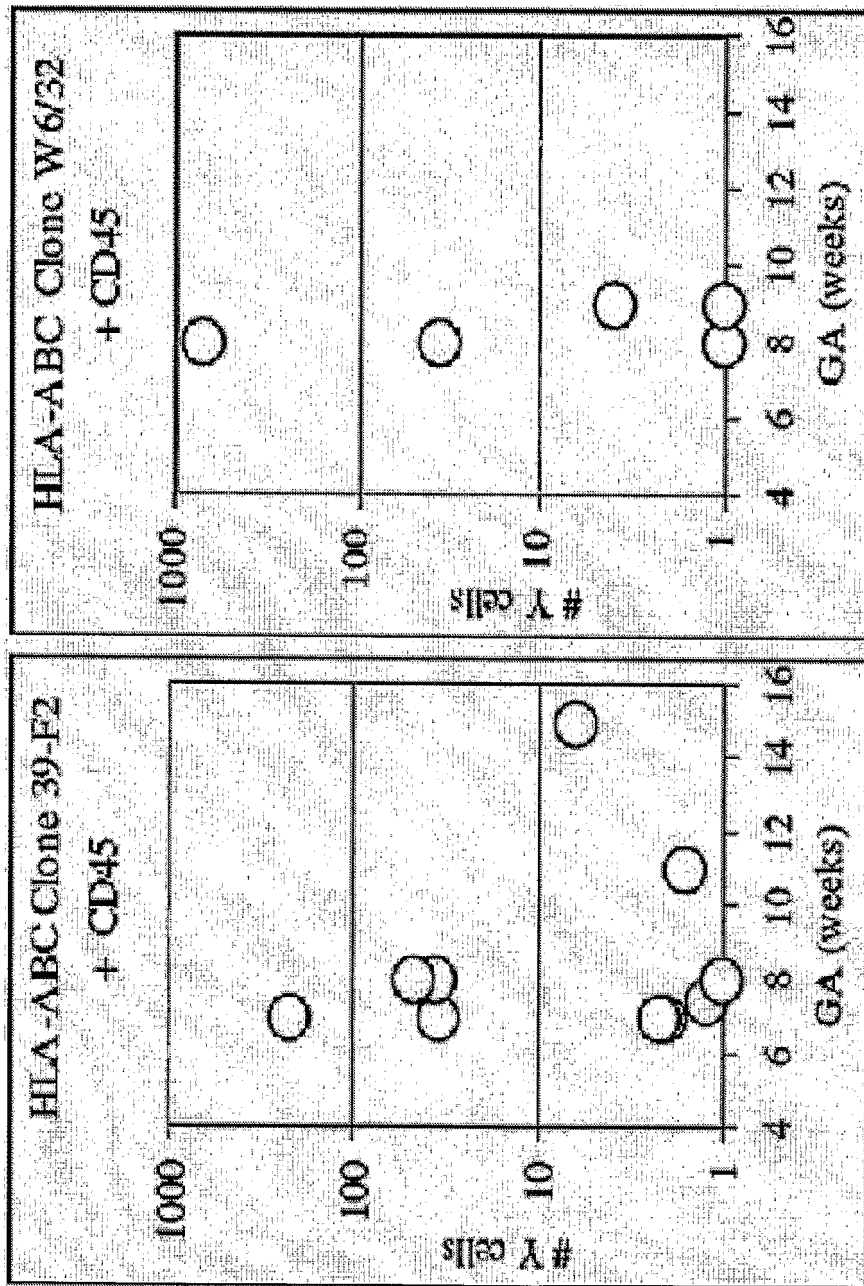 HLA-ABC Clone 39-F2
+ CD45
1000
100
10
1
# Y cells
4 6 8 10 12 14 16
GA (weeks)
HLA-ABC Clone W6/32
+ CD45
1000
100
10
1
# Y cells
4 6 8 10 12 14 16
GA (weeks)